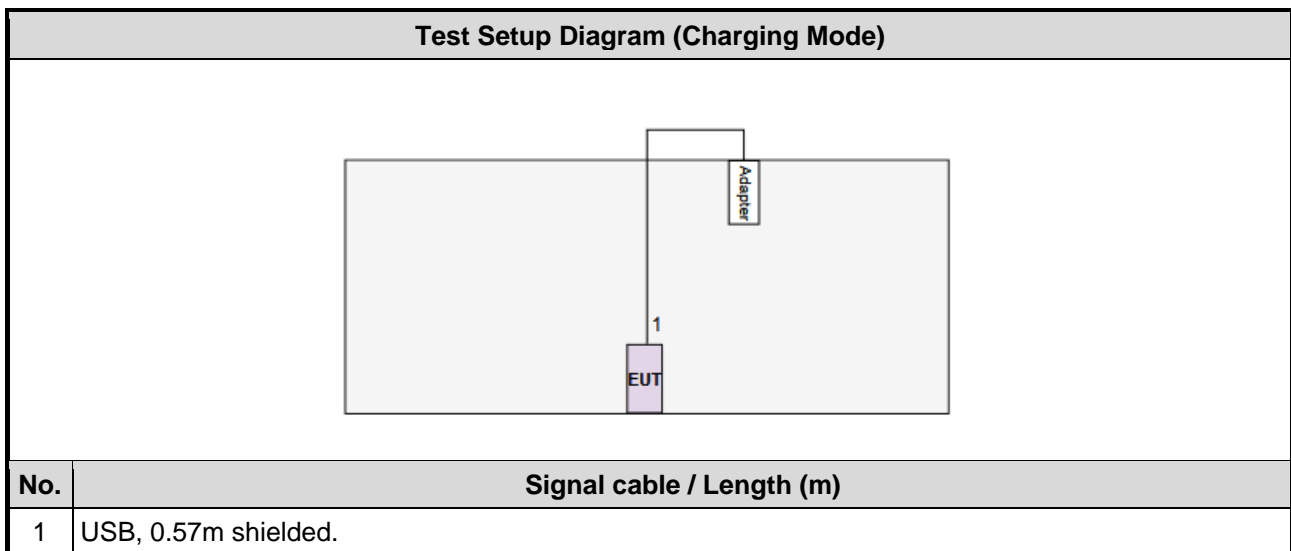 Test Setup Diagram (Charging Mode)
Adapter
1
EUT
No. Signal cable / Length (m)
1 USB, 0.57m shielded.